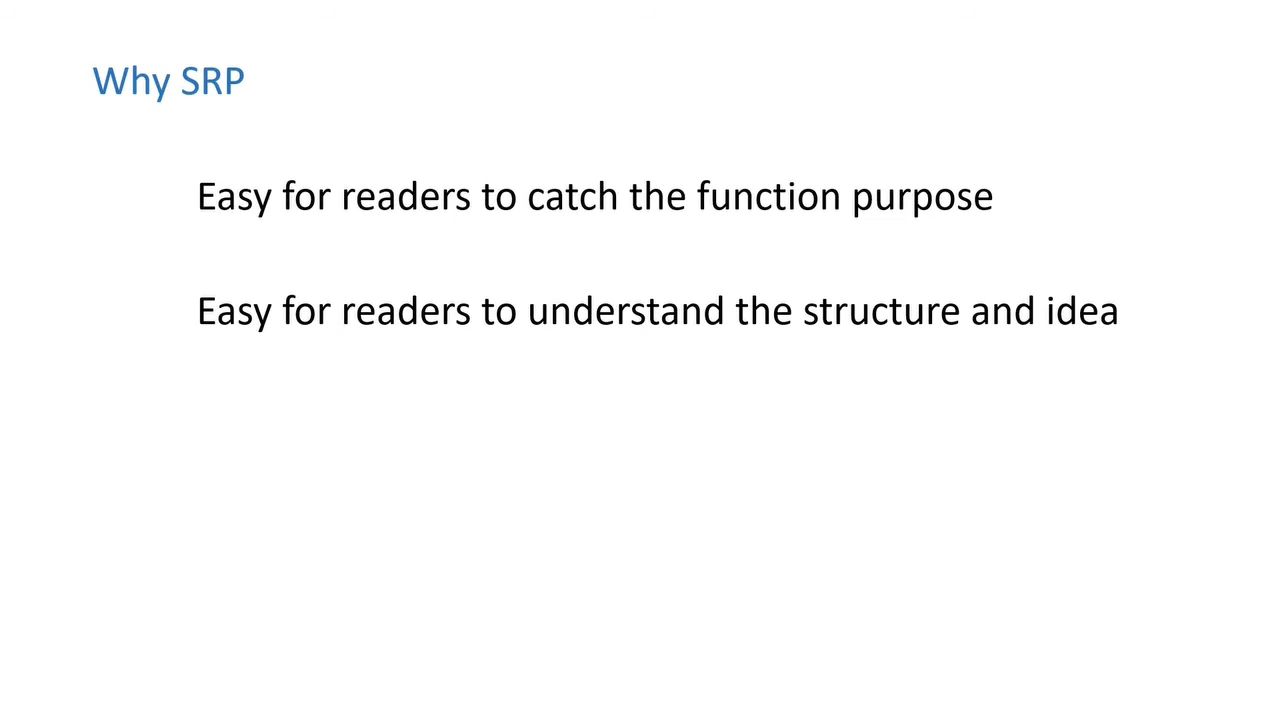 Why SRP
Easy for readers to catch the function purpose
Easy for readers to understand the structure and idea